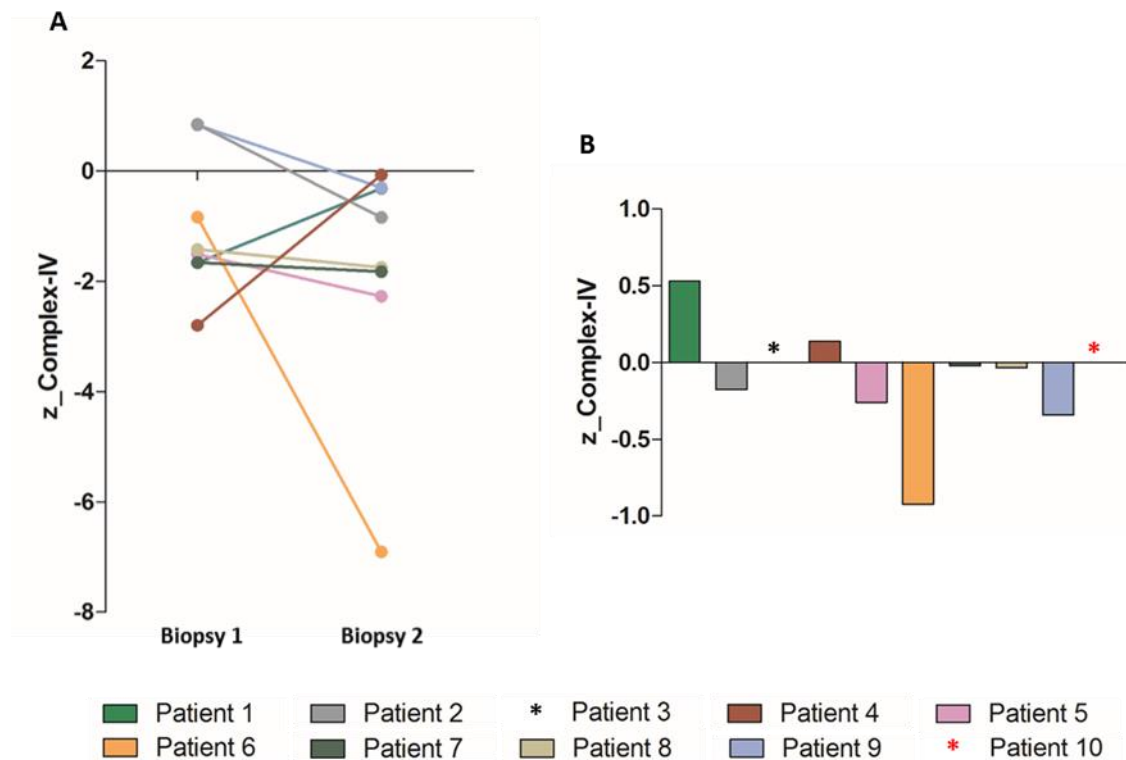 A
2
0
-2
-4
-6
-8
z_Complex-IV
Biopsy 1 Biopsy 2
B
1.0
0.5
0.0
-0.5
-1.0
z_Complex-IV
*
*
Patient 1 Patient 2 * Patient 3 Patient 4 Patient 5
Patient 6 Patient 7 Patient 8 Patient 9 * Patient 10